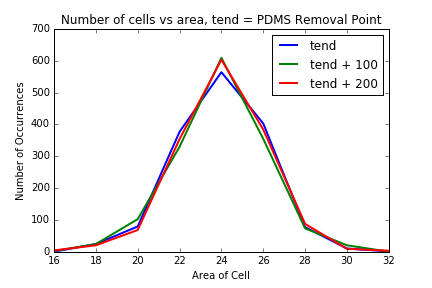 Number of cells vs area, tend = PDMS Removal Point
700
600
500
400
300
200
100
0
Number of Occurrences
tend
tend + 100
tend + 200
16 18 20 22 24 26 28 30 32
Area of Cell